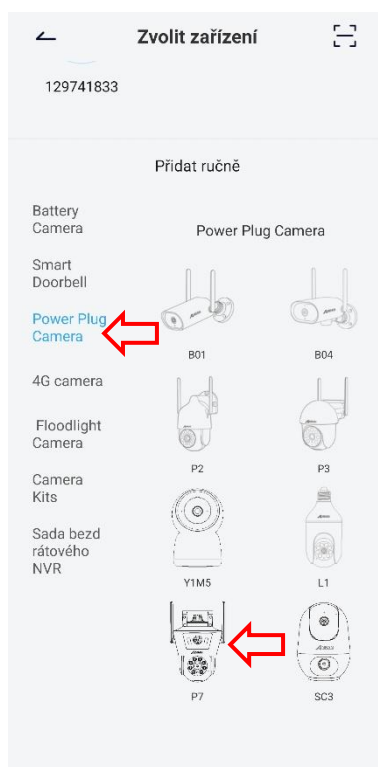 Zvolit zařízení
129741833
Přidat ručně
Battery
Camera
Smart
Doorbell
Power Plug
Camera
4G camera
Floodlight
Camera
Camera
Kits
Sada bezd
rátového
NVR
Power Plug Camera
B01
B04
P2
P3
Y1M5
L1
P7
SC3